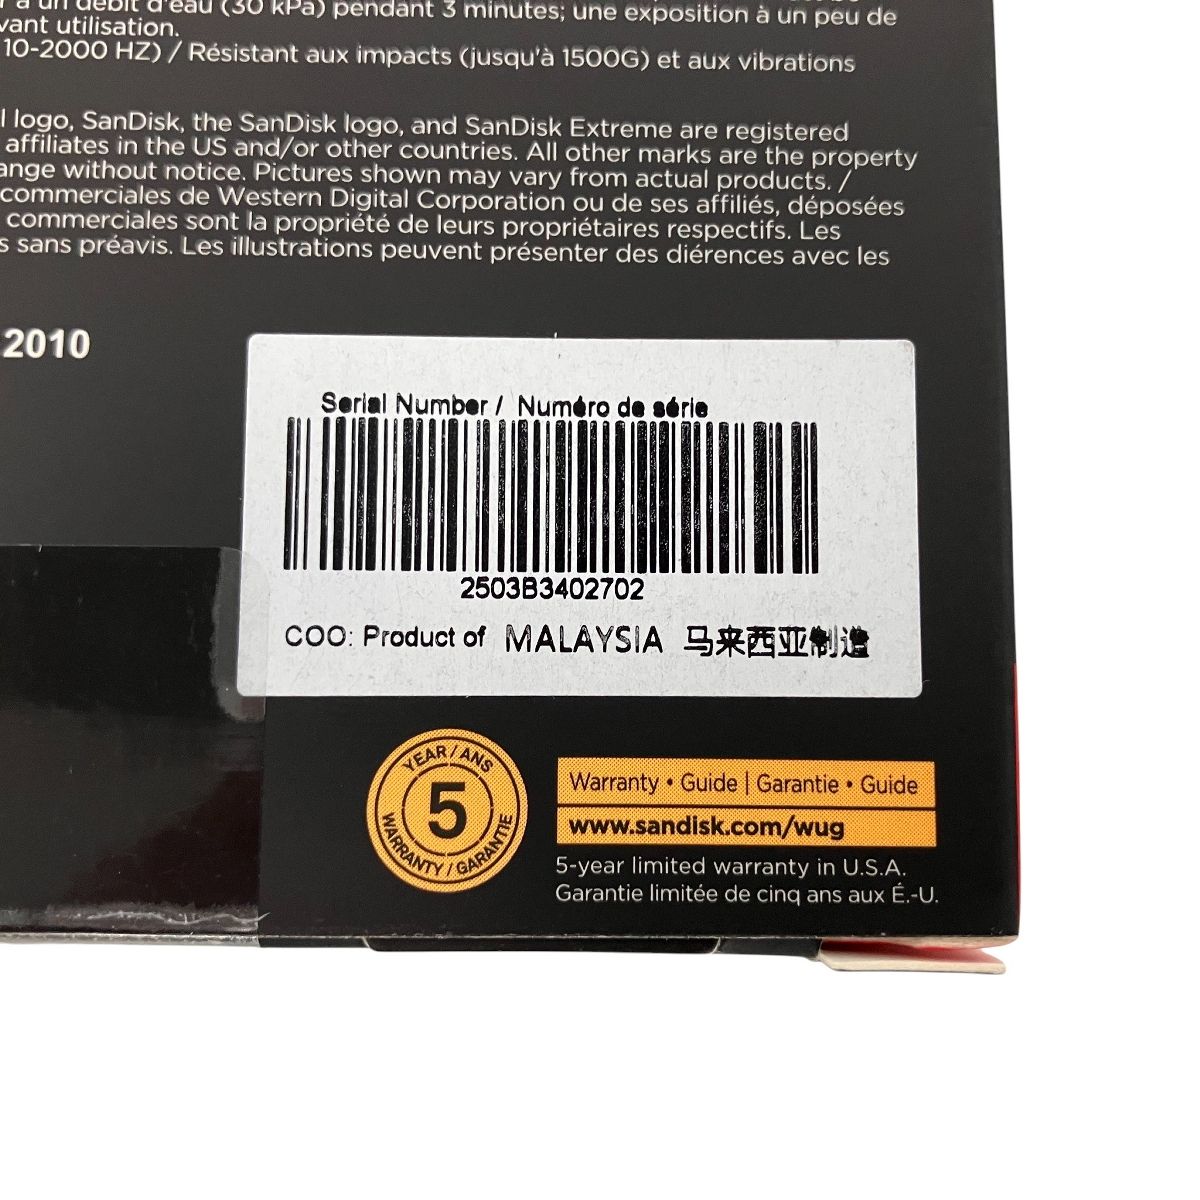 à un débit d'eau (30 kPa) pendant 3 minutes; une exposition à un peu de
vant utilisation.
10-2000 HZ) / Résistant aux impacts (jusqu'à 1500G) et aux vibrations
l logo, SanDisk, the SanDisk logo, and SanDisk Extreme are registered
affiliates in the US and/or other countries. All other marks are the property
ange without notice. Pictures shown may vary from actual products. /
commerciales de Western Digital Corporation ou de ses affiliés, déposées
commerciales sont la propriété de leurs propriétaires respectifs. Les
s sans préavis. Les illustrations peuvent présenter des diérences avec les
2010
Serial Number / Numéro de série
2503B3402702
COO: Product of MALAYSIA 马来西亚制造
YEAR / ANS
5
WARRANTY / GARANTIE
Warranty • Guide | Garantie • Guide
www.sandisk.com/wug
5-year limited warranty in U.S.A.
Garantie limitée de cinq ans aux É.-U.